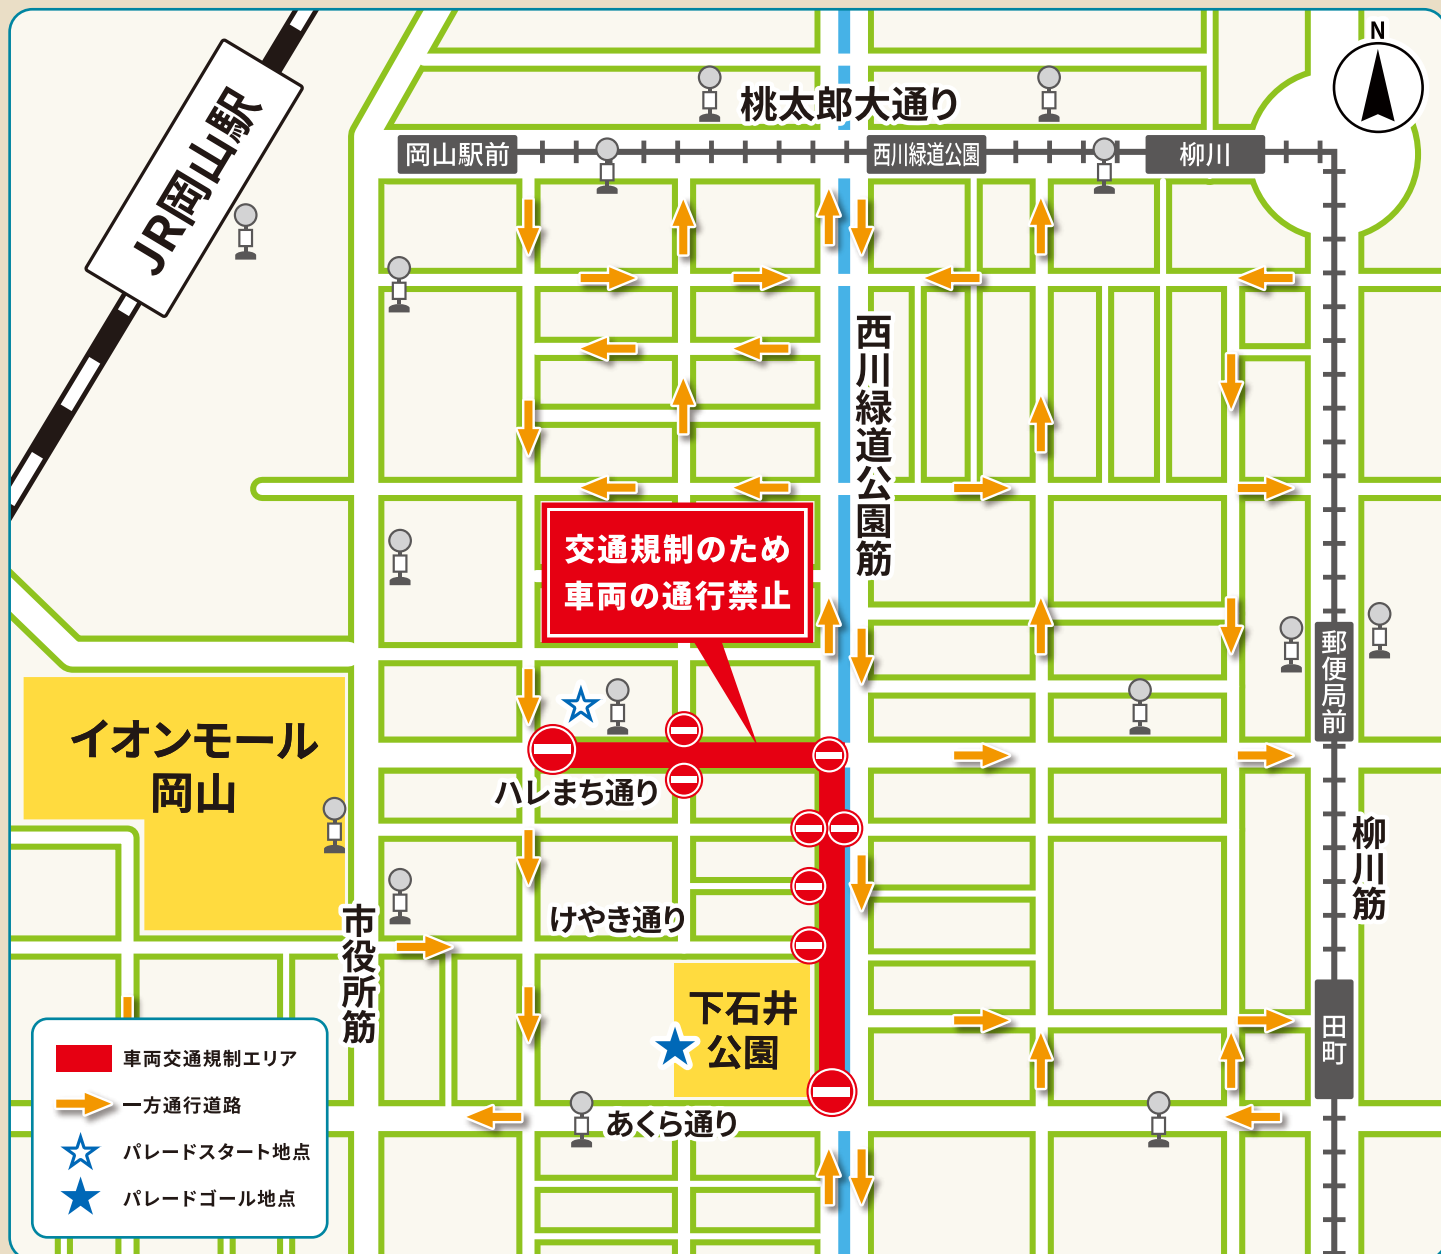 N
桃太郎大通り
JR岡山駅
岡山駅前
西川緑道公園
柳川
西川緑道公園筋
交通規制のため
車両の通行禁止
郵便局前
イオンモール
岡山
ハレまち通り
柳川筋
けやき通り
市役所筋
下石井
公園
田町
あくら通り
車両交通規制エリア
一方通行道路
パレードスタート地点
パレードゴール地点